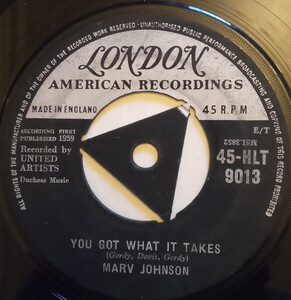 ALL RIGHTS OF THE MANUFACTURER AND OF THE OWNER OF THE RECORDED WORK RESERVED · UNAUTHORISED PUBLIC PERFORMANCE BROADCASTING AND COPYING OF THIS RECORD PROHIBITED
LONDON
AMERICAN RECORDINGS
MADE IN ENGLAND
45 R.P.M
RECORDING FIRST
PUBLISHED 1959
Recorded by
UNITED
ARTISTS
Duchess Music
R/T
45-HLT
9013
YOU GOT WHAT IT TAKES
(Gordy, Davis, Gordy)
MARV JOHNSON